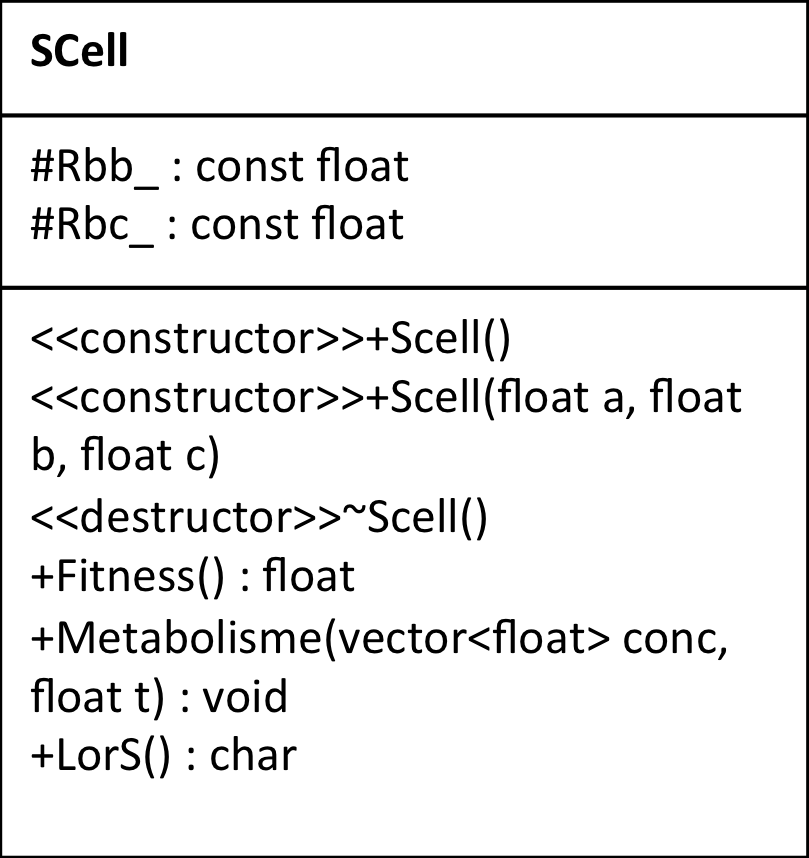 SCell
#Rbb_ : const float
#Rbc_ : const float
<<constructor>>+Scell()
<<constructor>>+Scell(float a, float
b, float c)
<<destructor>>~Scell()
+Fitness() : float
+Metabolisme(vector<float> conc,
float t) : void
+LorS() : char